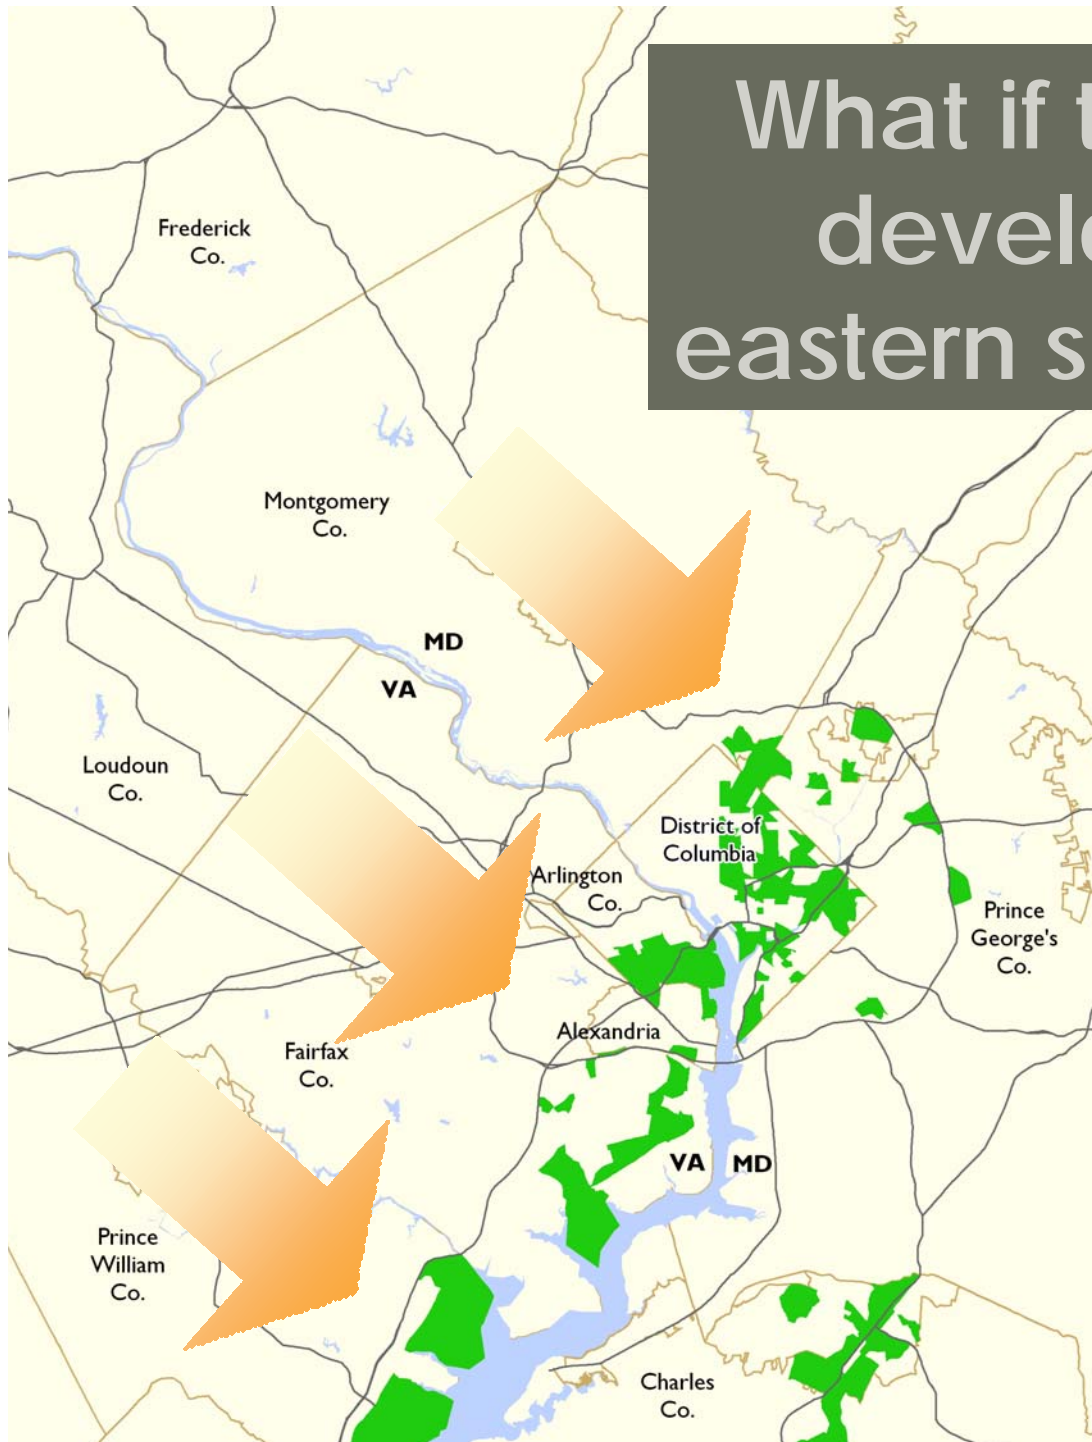 What if t
develo
eastern s
Frederick
Co.
Montgomery
Co.
MD
VA
Loudoun
Co.
District of
Columbia
Arlington
Co.
Prince
George's
Co.
Alexandria
Fairfax
Co.
VA MD
Prince
William
Co.
Charles
Co.